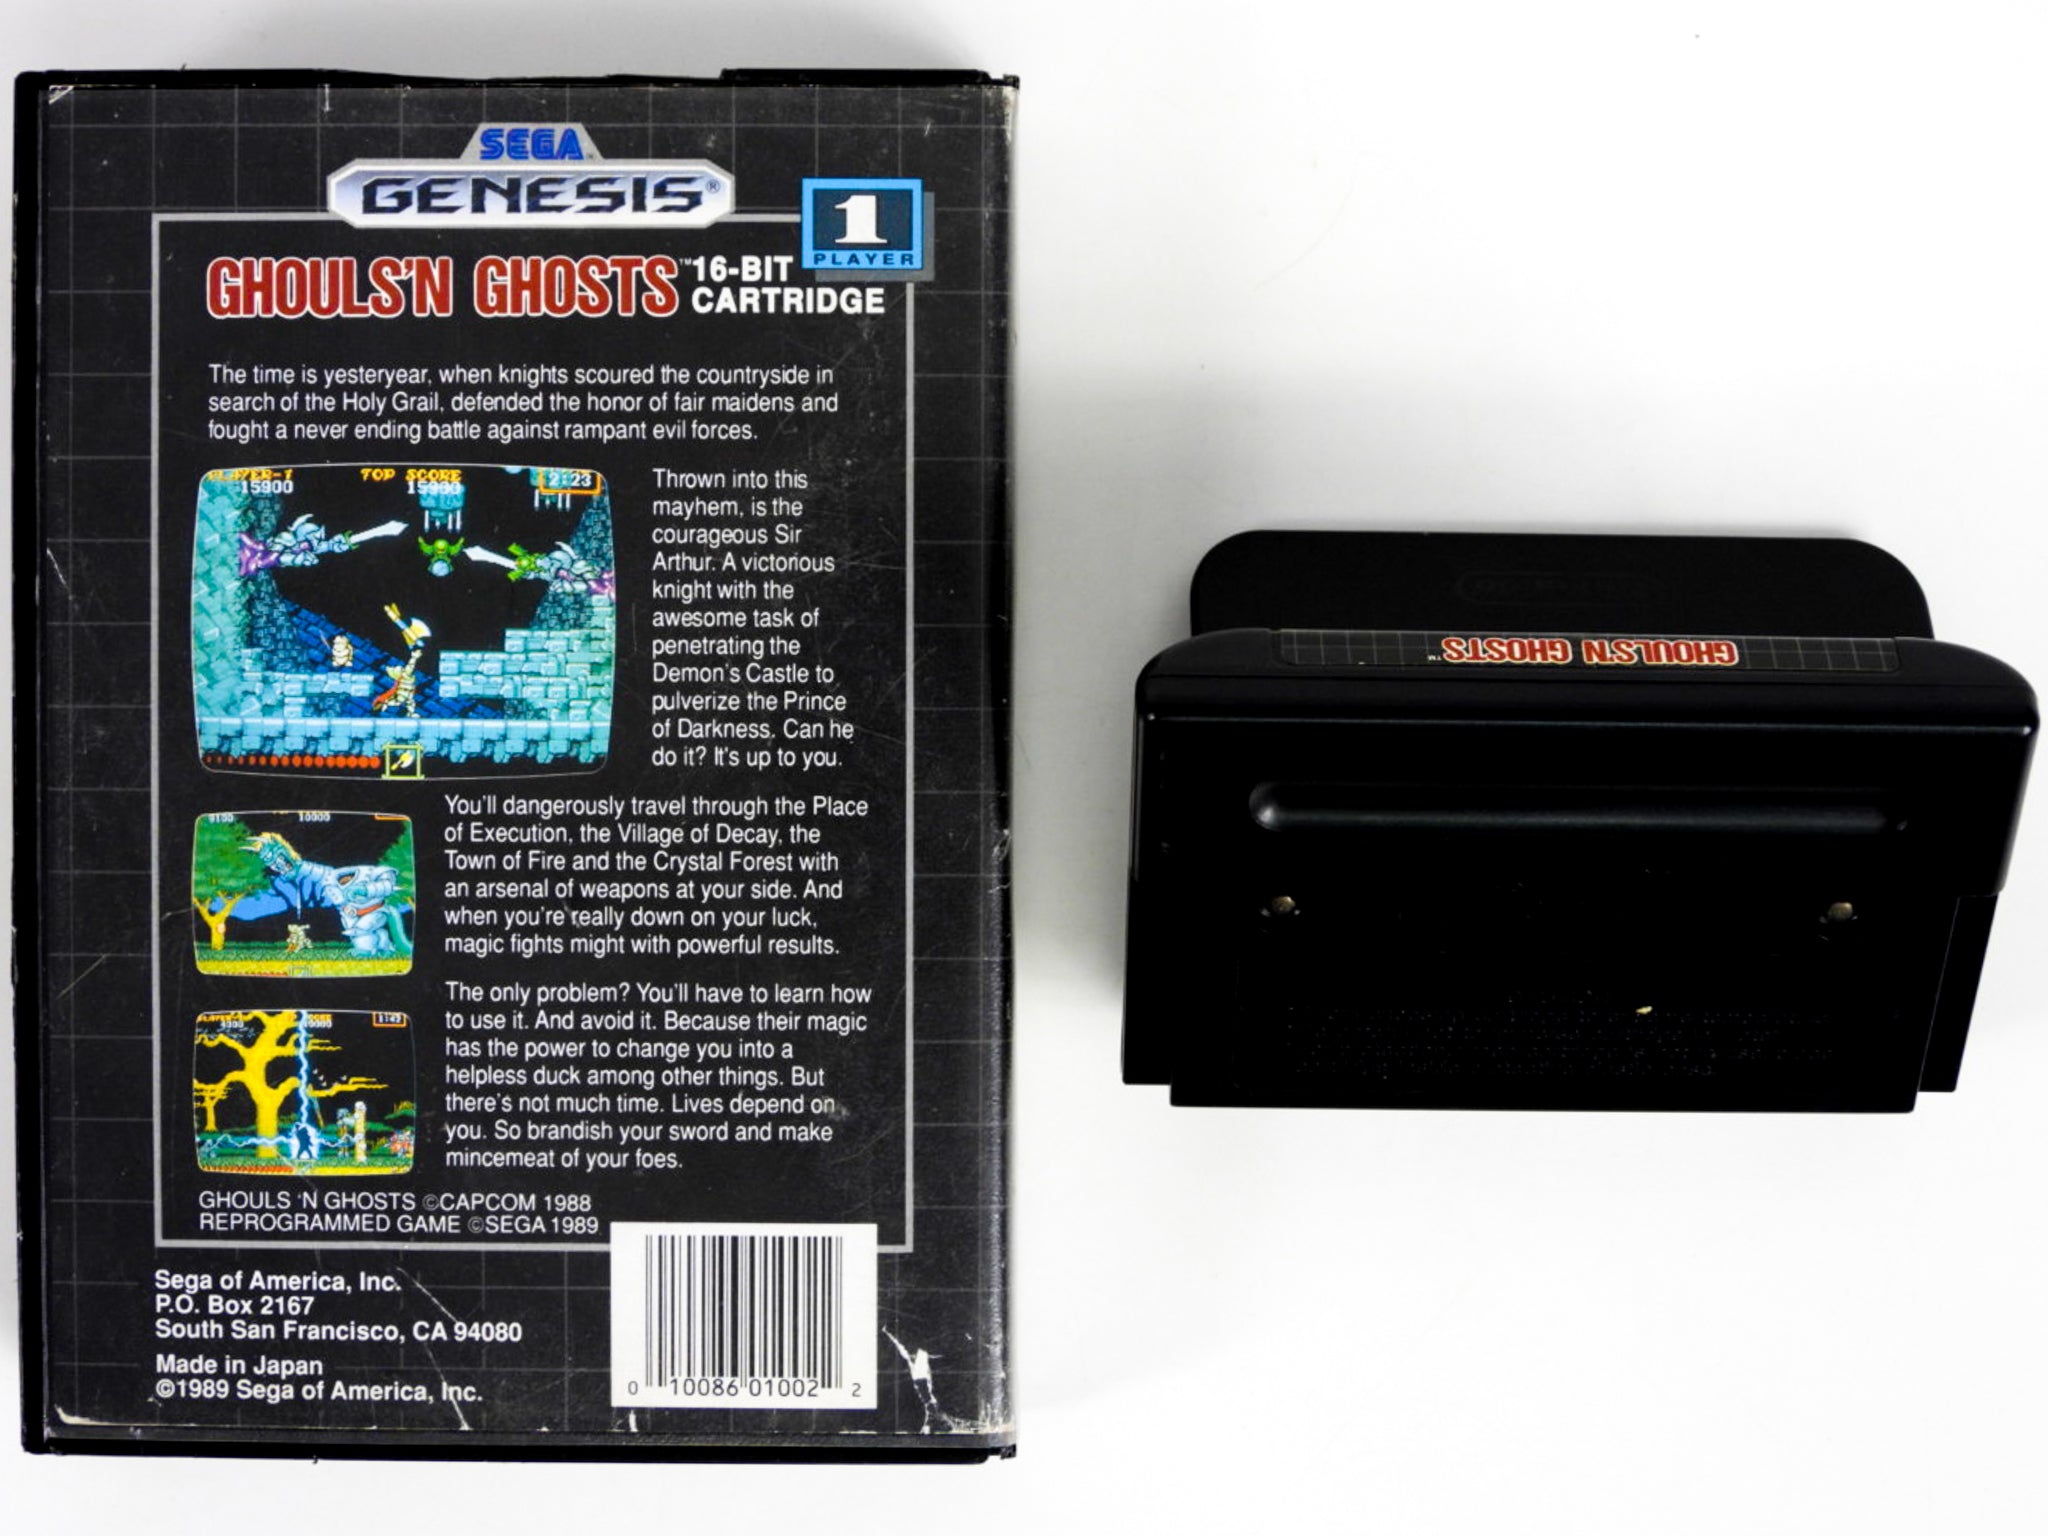 SEGA
GENESIS®
1
PLAYER
GHOULS'N GHOSTS™ 16-BIT
CARTRIDGE
The time is yesteryear, when knights scoured the countryside in
search of the Holy Grail, defended the honor of fair maidens and
fought a never ending battle against rampant evil forces.
PLAYER-1 TOP SCORE
15900 15900 2:23
Thrown into this
mayhem, is the
courageous Sir
Arthur. A victorious
knight with the
awesome task of
penetrating the
Demon's Castle to
pulverize the Prince
of Darkness. Can he
do it? It's up to you.
9100 10000
You'll dangerously travel through the Place
of Execution, the Village of Decay, the
Town of Fire and the Crystal Forest with
an arsenal of weapons at your side. And
when you're really down on your luck,
magic fights might with powerful results.
The only problem? You'll have to learn how
to use it. And avoid it. Because their magic
has the power to change you into a
helpless duck among other things. But
there's not much time. Lives depend on
you. So brandish your sword and make
mincemeat of your foes.
GHOULS 'N GHOSTS ©CAPCOM 1988
REPROGRAMMED GAME ©SEGA 1989
Sega of America, Inc.
P.O. Box 2167
South San Francisco, CA 94080
Made in Japan
©1989 Sega of America, Inc.
0 10086 01002 2
GHOULS'N GHOSTS™